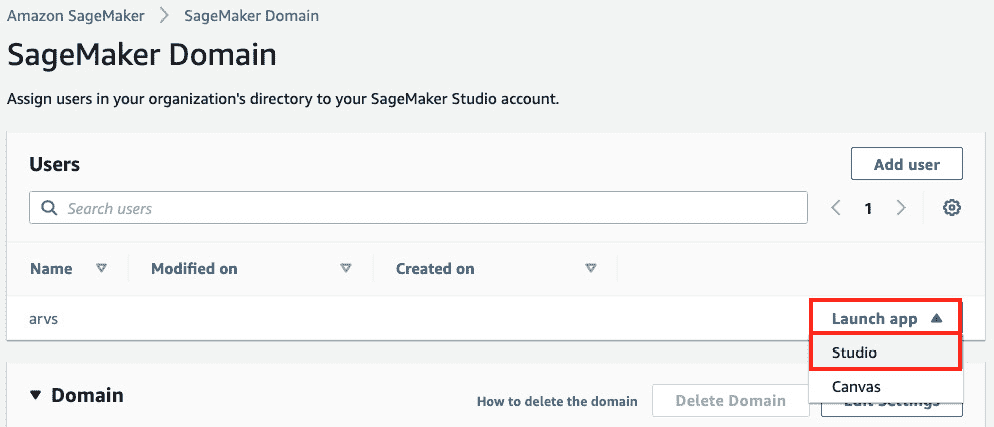 Amazon SageMaker > SageMaker Domain
SageMaker Domain
Assign users in your organization's directory to your SageMaker Studio account.
Users
Add user
Search users
1
Name Modified on Created on
arvs Launch app
Studio
Canvas
Domain
How to delete the domain Delete Domain Edit Settings